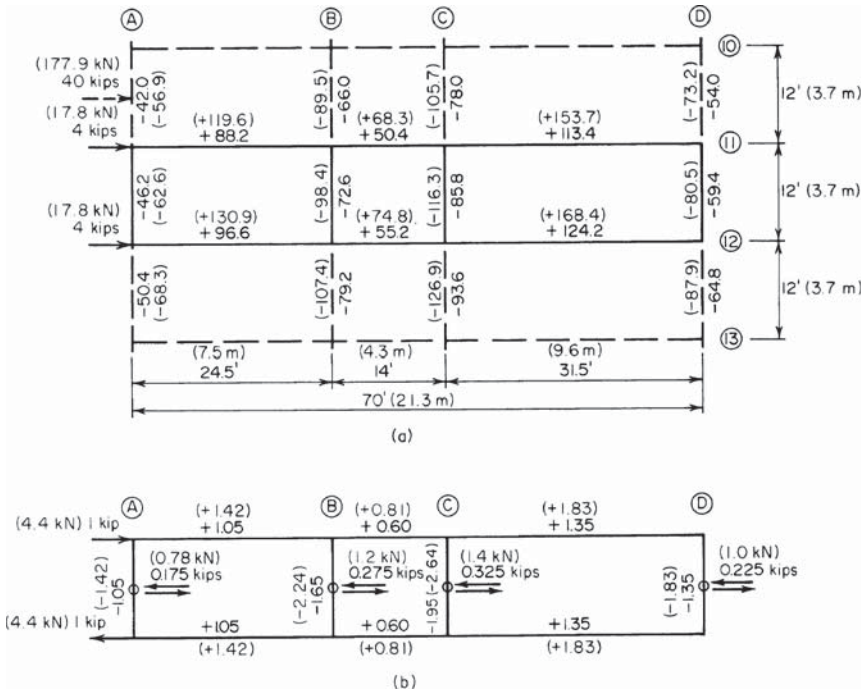 A B C D
10
(177.9 kN)
40 kips
-42.0
(-56.9)
(-89.5)
-66.0
(-105.7)
-78.0
(-73.2)
-54.0
12' (3.7 m)
(17.8 kN)
4 kips
(+119.6)
+88.2
(+68.3)
+50.4
(+153.7)
+113.4
11
-46.2
(-62.6)
(-98.4)
-72.6
(-116.3)
-85.8
(-80.5)
-59.4
12' (3.7 m)
(17.8 kN)
4 kips
(+130.9)
+96.6
(+74.8)
+55.2
(+168.4)
+124.2
12
-50.4
(-68.3)
(-107.4)
-79.2
(-126.9)
-93.6
(-87.9)
-64.8
12' (3.7 m)
13
(7.5 m) (4.3 m) (9.6 m)
24.5' 14' 31.5'
70' (21.3 m)
(a)
A B C D
(4.4 kN) 1 kip
(+1.42) (+0.81) (+1.83)
+1.05 +0.60 +1.35
(-1.42)
-1.05
(0.78 kN)
0.175 kips
(-2.24)
-1.65
(1.2 kN)
0.275 kips
-1.95 (-2.64)
(1.4 kN)
0.325 kips
(-1.83)
-1.35
(1.0 kN)
0.225 kips
(4.4 kN) 1 kip
+1.05 +0.60 +1.35
(+1.42) (+0.81) (+1.83)
(b)